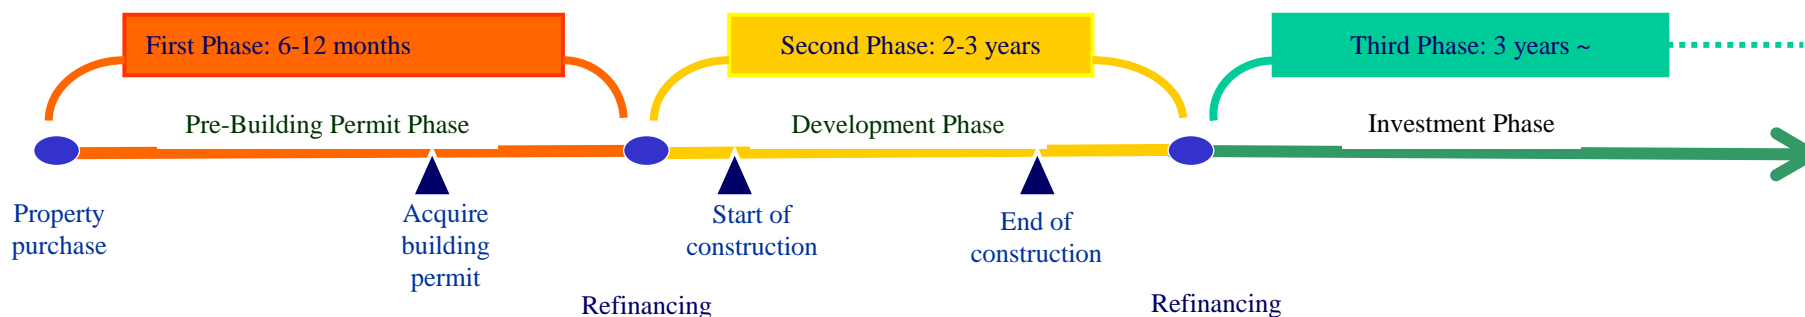 First Phase: 6-12 months
Second Phase: 2-3 years
Third Phase: 3 years ~
Pre-Building Permit Phase
Development Phase
Investment Phase
Property
purchase
Acquire
building
permit
Start of
construction
End of
construction
Refinancing
Refinancing